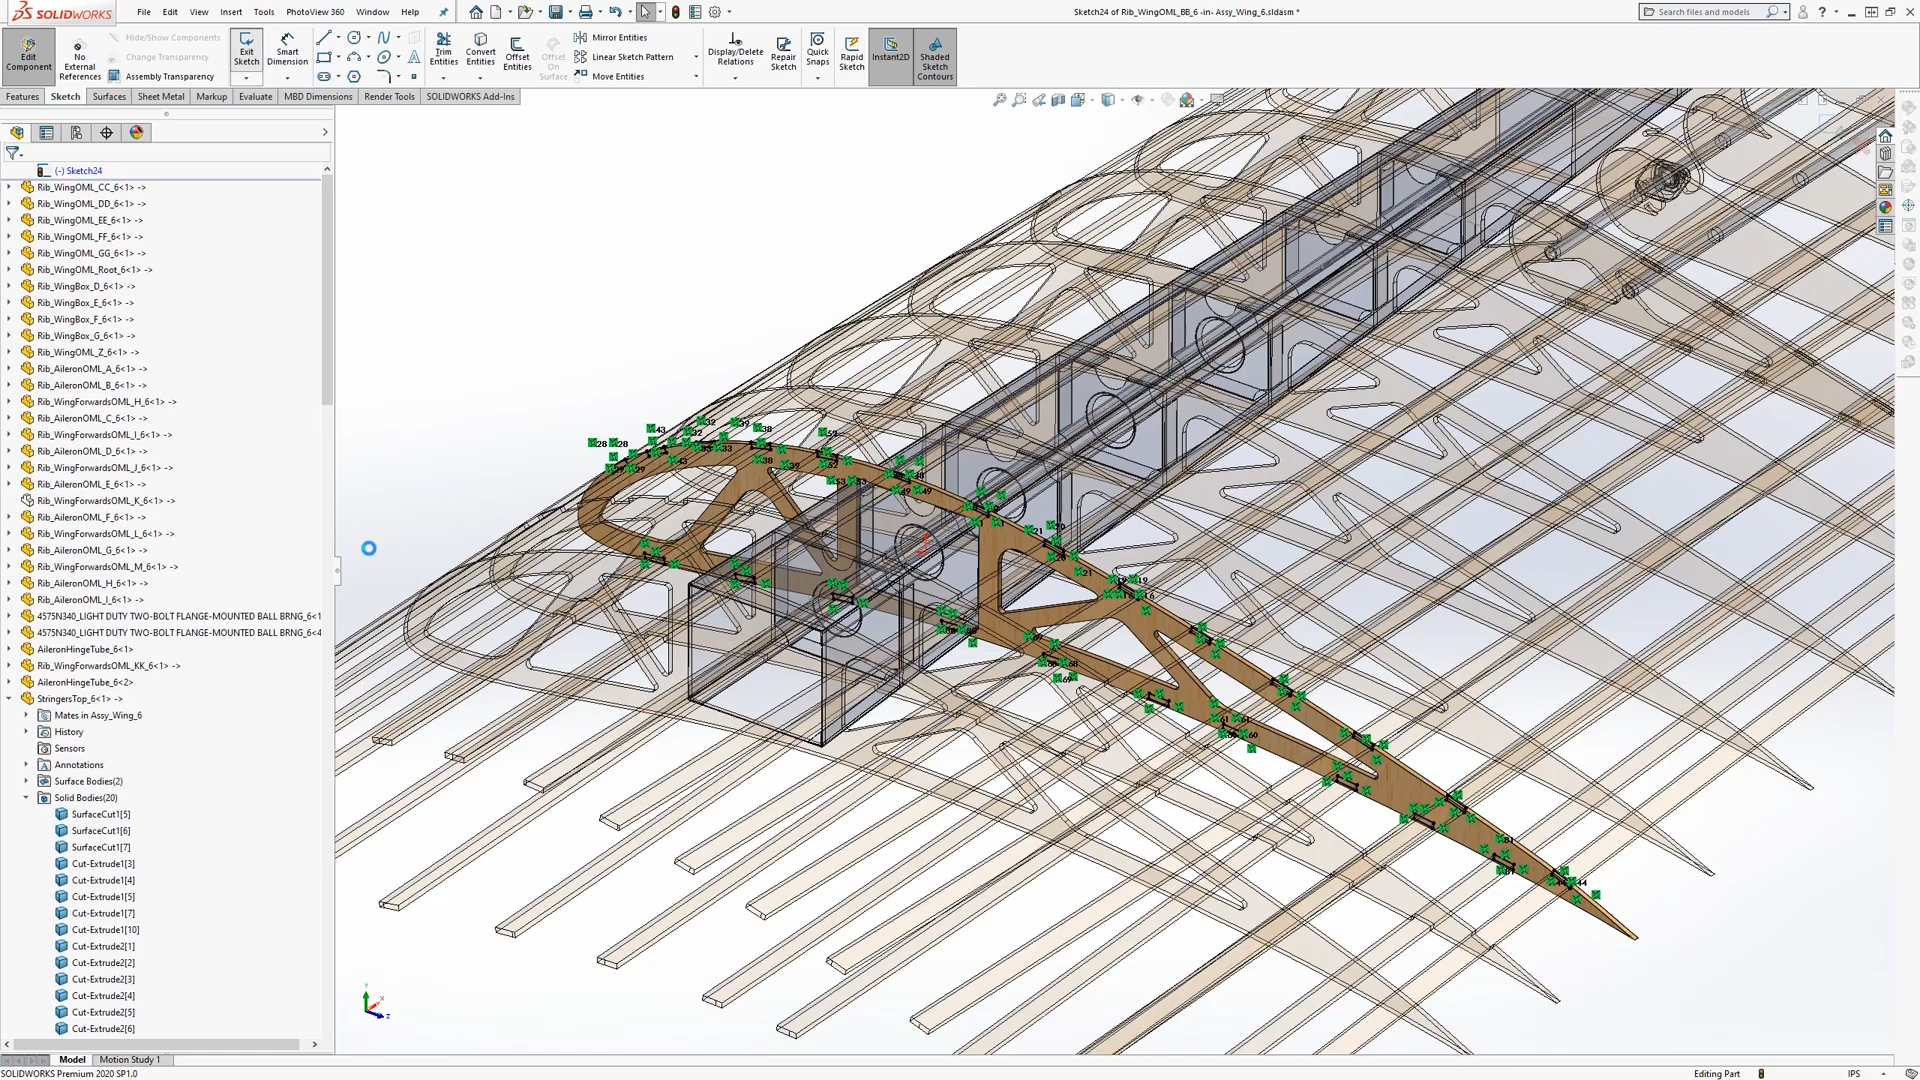 SOLIDWORKS
File Edit View Insert Tools PhotoView 360 Window Help
Sketch24 of Rib_WingOML_BB_6 -in- Assy_Wing_6.sldasm *
Search files and models
Edit Component
No External References
Hide/Show Components
Change Transparency
Assembly Transparency
Exit Sketch
Smart Dimension
Trim Entities
Convert Entities
Offset Entities
Offset On Surface
Mirror Entities
Linear Sketch Pattern
Move Entities
Display/Delete Relations
Repair Sketch
Quick Snaps
Rapid Sketch
Instant2D
Shaded Sketch Contours
Features Sketch Surfaces Sheet Metal Markup Evaluate MBD Dimensions Render Tools SOLIDWORKS Add-Ins
(-) Sketch24
Rib_WingOML_CC_6<1> ->
Rib_WingOML_DD_6<1> ->
Rib_WingOML_EE_6<1> ->
Rib_WingOML_FF_6<1> ->
Rib_WingOML_GG_6<1> ->
Rib_WingOML_Root_6<1> ->
Rib_WingBox_D_6<1> ->
Rib_WingBox_E_6<1> ->
Rib_WingBox_F_6<1> ->
Rib_WingBox_G_6<1> ->
Rib_WingOML_Z_6<1> ->
Rib_AileronOML_A_6<1> ->
Rib_AileronOML_B_6<1> ->
Rib_WingForwardsOML_H_6<1> ->
Rib_AileronOML_C_6<1> ->
Rib_WingForwardsOML_I_6<1> ->
Rib_AileronOML_D_6<1> ->
Rib_WingForwardsOML_J_6<1> ->
Rib_AileronOML_E_6<1> ->
Rib_WingForwardsOML_K_6<1> ->
Rib_AileronOML_F_6<1> ->
Rib_WingForwardsOML_L_6<1> ->
Rib_AileronOML_G_6<1> ->
Rib_WingForwardsOML_M_6<1> ->
Rib_AileronOML_H_6<1> ->
Rib_AileronOML_I_6<1> ->
4575N340_LIGHT DUTY TWO-BOLT FLANGE-MOUNTED BALL BRNG_6<1
4575N340_LIGHT DUTY TWO-BOLT FLANGE-MOUNTED BALL BRNG_6<4
AileronHingeTube_6<1>
Rib_WingForwardsOML_KK_6<1> ->
AileronHingeTube_6<2>
StringersTop_6<1> ->
Mates in Assy_Wing_6
History
Sensors
Annotations
Surface Bodies(2)
Solid Bodies(20)
SurfaceCut1[5]
SurfaceCut1[6]
SurfaceCut1[7]
Cut-Extrude1[3]
Cut-Extrude1[4]
Cut-Extrude1[5]
Cut-Extrude1[7]
Cut-Extrude1[10]
Cut-Extrude2[1]
Cut-Extrude2[2]
Cut-Extrude2[3]
Cut-Extrude2[4]
Cut-Extrude2[5]
Cut-Extrude2[6]
Model Motion Study 1
SOLIDWORKS Premium 2020 SP1.0
Editing Part
IPS